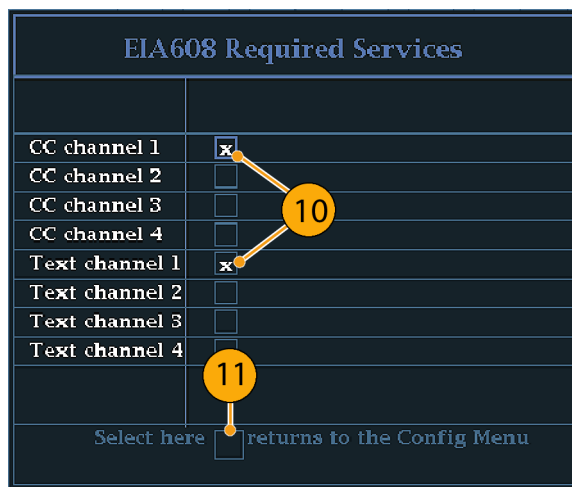 EIA608 Required Services
CC channel 1 x
CC channel 2
CC channel 3
CC channel 4
10
Text channel 1 x
Text channel 2
Text channel 3
Text channel 4
11
Select here returns to the Config Menu